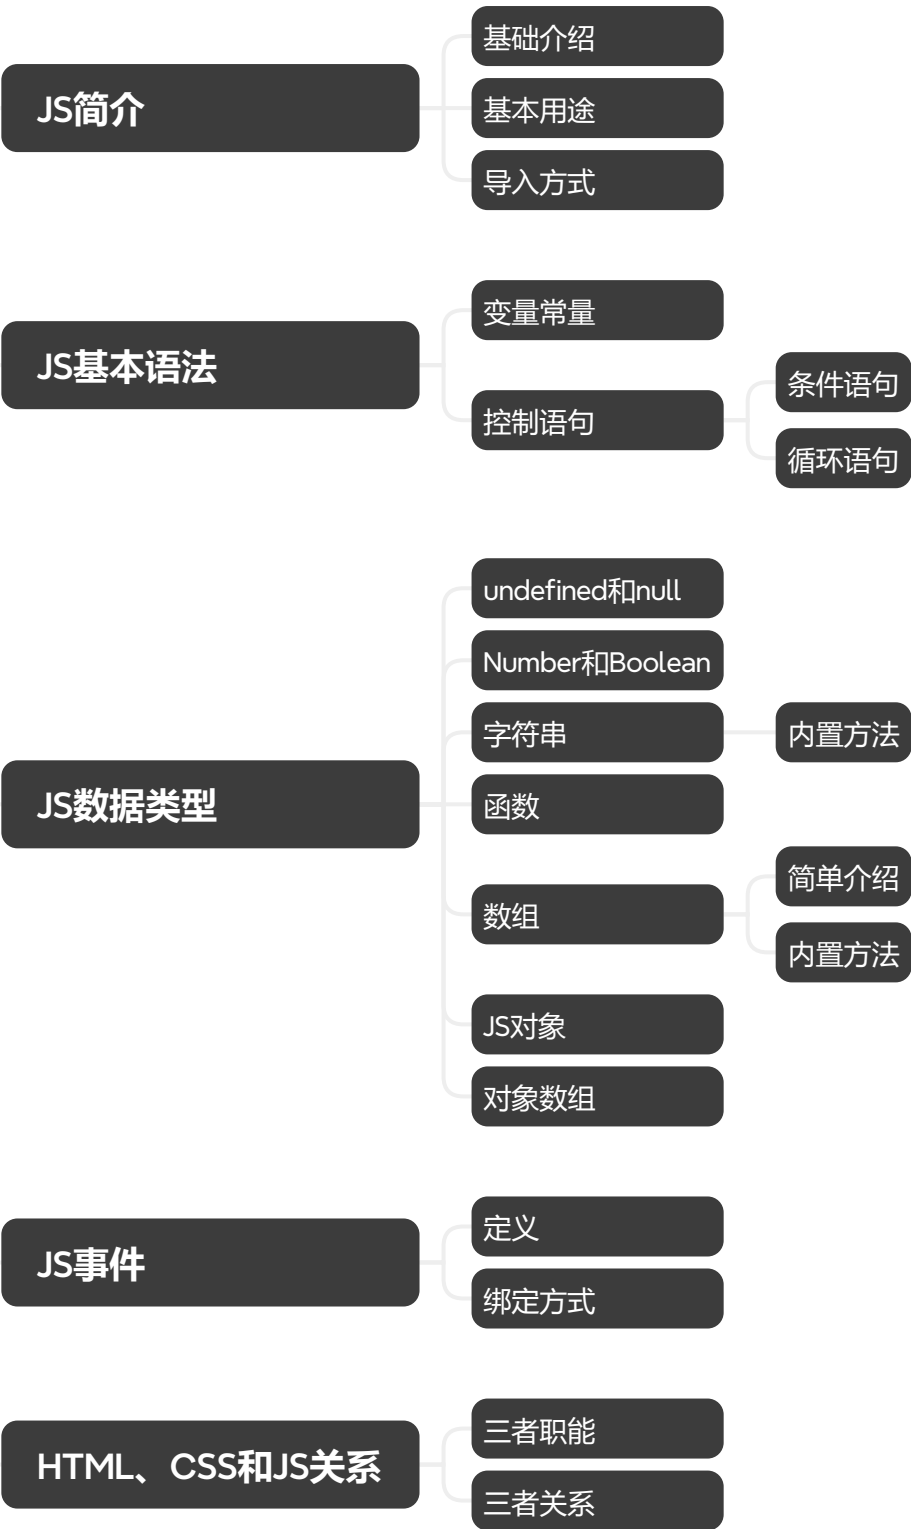 JS简介
基础介绍
基本用途
导入方式
JS基本语法
变量常量
控制语句
条件语句
循环语句
JS数据类型
undefined和null
Number和Boolean
字符串
内置方法
函数
数组
简单介绍
内置方法
JS对象
对象数组
JS事件
定义
绑定方式
HTML、CSS和JS关系
三者职能
三者关系